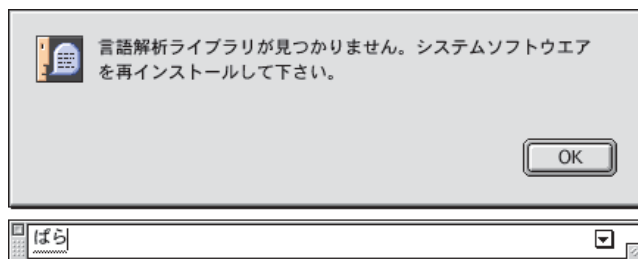 言語解析ライブラリが見つかりません。システムソフトウエア
を再インストールして下さい。
OK
ぱら